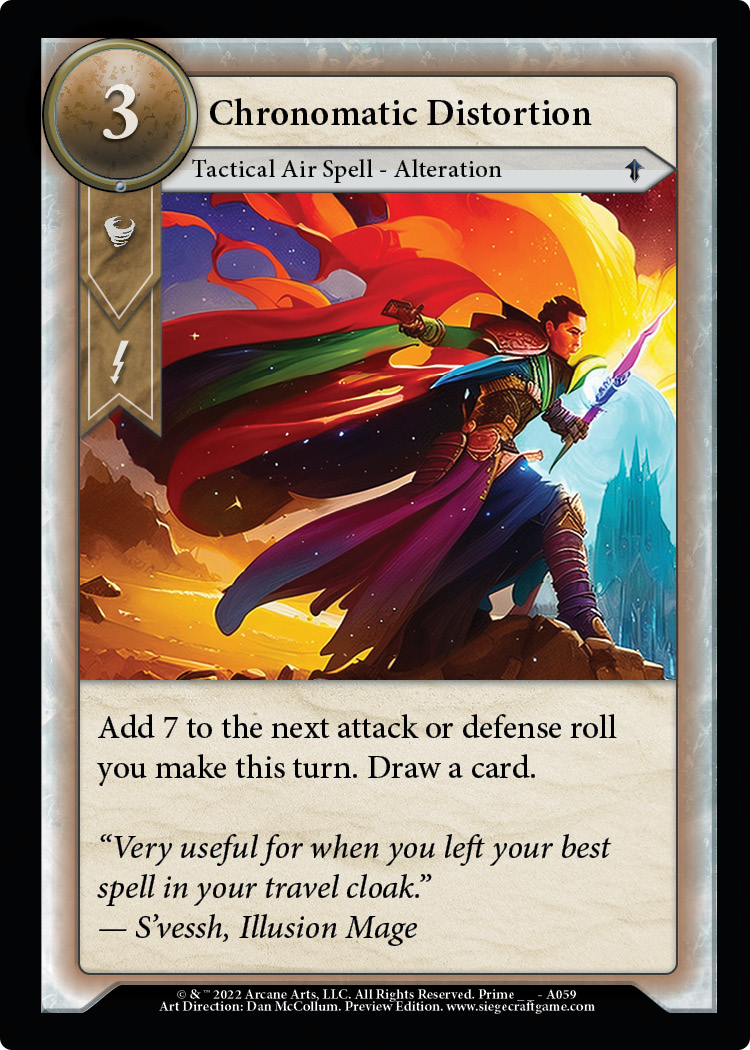 3
Chronomatic Distortion
Tactical Air Spell - Alteration
Add 7 to the next attack or defense roll
you make this turn. Draw a card.
“Very useful for when you left your best
spell in your travel cloak.”
— S’vessh, Illusion Mage
© & ™ 2022 Arcane Arts, LLC. All Rights Reserved. Prime _ _ - A059
Art Direction: Dan McCollum. Preview Edition. www.siegecraftgame.com